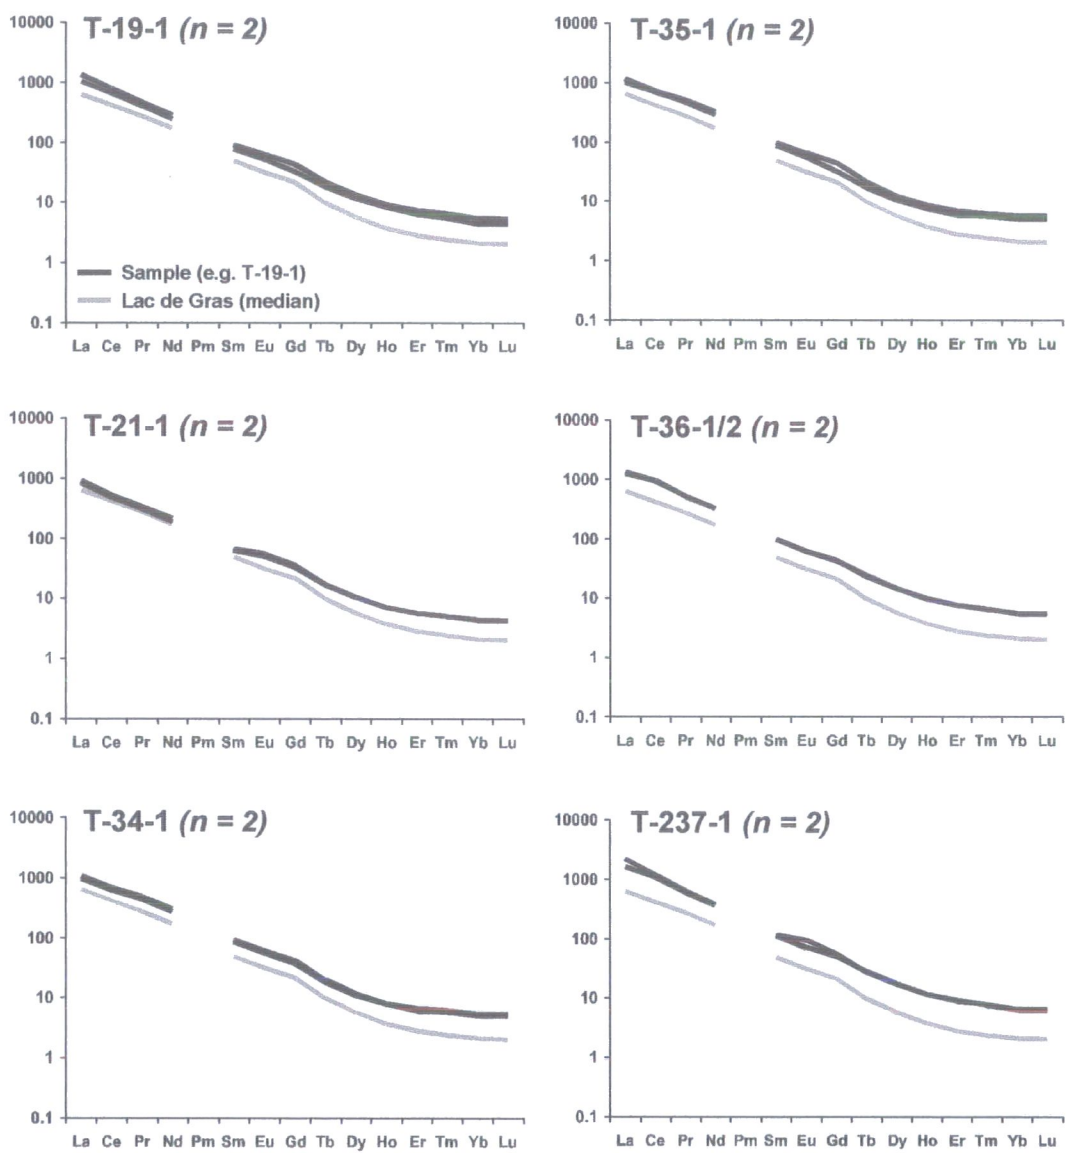 T-19-1 (n = 2)
10000
1000
100
10
1
0.1
Sample (e.g. T-19-1)
Lac de Gras (median)
La Ce Pr Nd Pm Sm Eu Gd Tb Dy Ho Er Tm Yb Lu
T-35-1 (n = 2)
10000
1000
100
10
1
0.1
La Ce Pr Nd Pm Sm Eu Gd Tb Dy Ho Er Tm Yb Lu
T-21-1 (n = 2)
10000
1000
100
10
1
0.1
La Ce Pr Nd Pm Sm Eu Gd Tb Dy Ho Er Tm Yb Lu
T-36-1/2 (n = 2)
10000
1000
100
10
1
0.1
La Ce Pr Nd Pm Sm Eu Gd Tb Dy Ho Er Tm Yb Lu
T-34-1 (n = 2)
10000
1000
100
10
1
0.1
La Ce Pr Nd Pm Sm Eu Gd Tb Dy Ho Er Tm Yb Lu
T-237-1 (n = 2)
10000
1000
100
10
1
0.1
La Ce Pr Nd Pm Sm Eu Gd Tb Dy Ho Er Tm Yb Lu